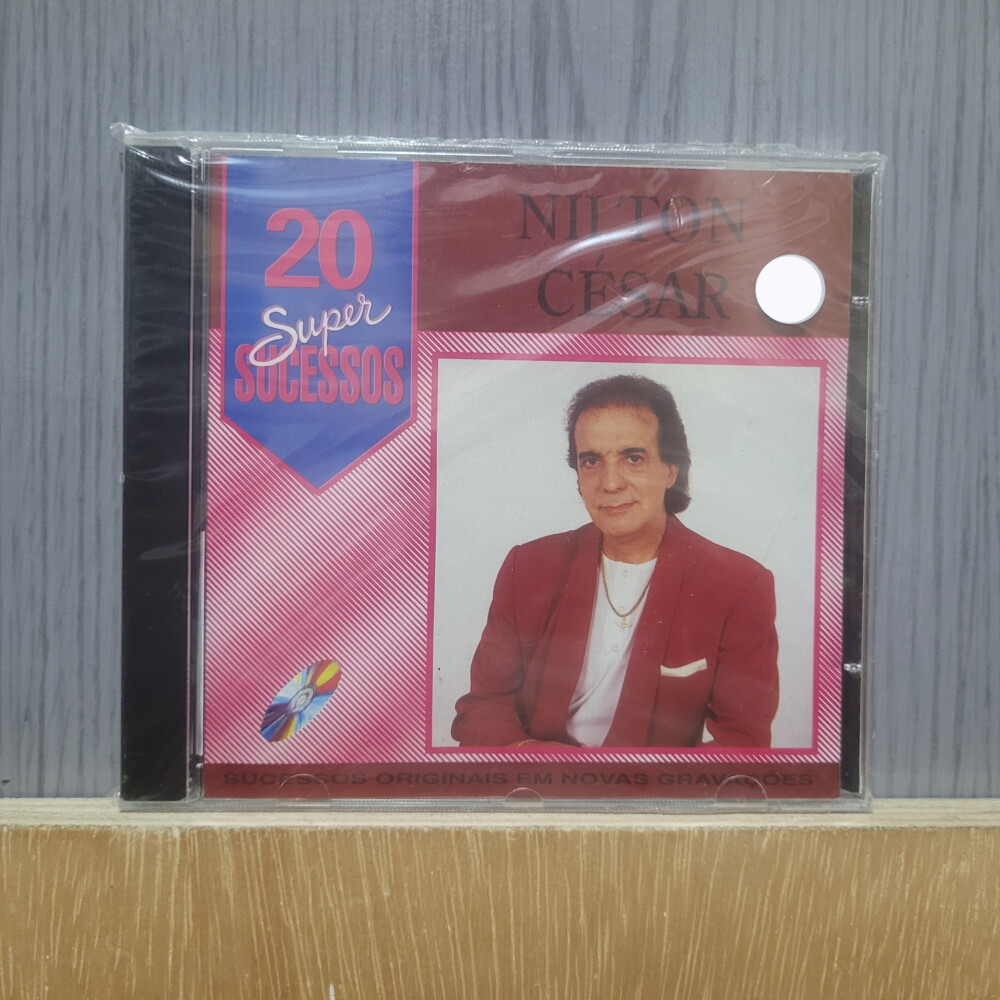 20
Super
SUCESSOS
NILTON
CÉSAR
SUCESSOS ORIGINAIS EM NOVAS GRAVAÇÕES